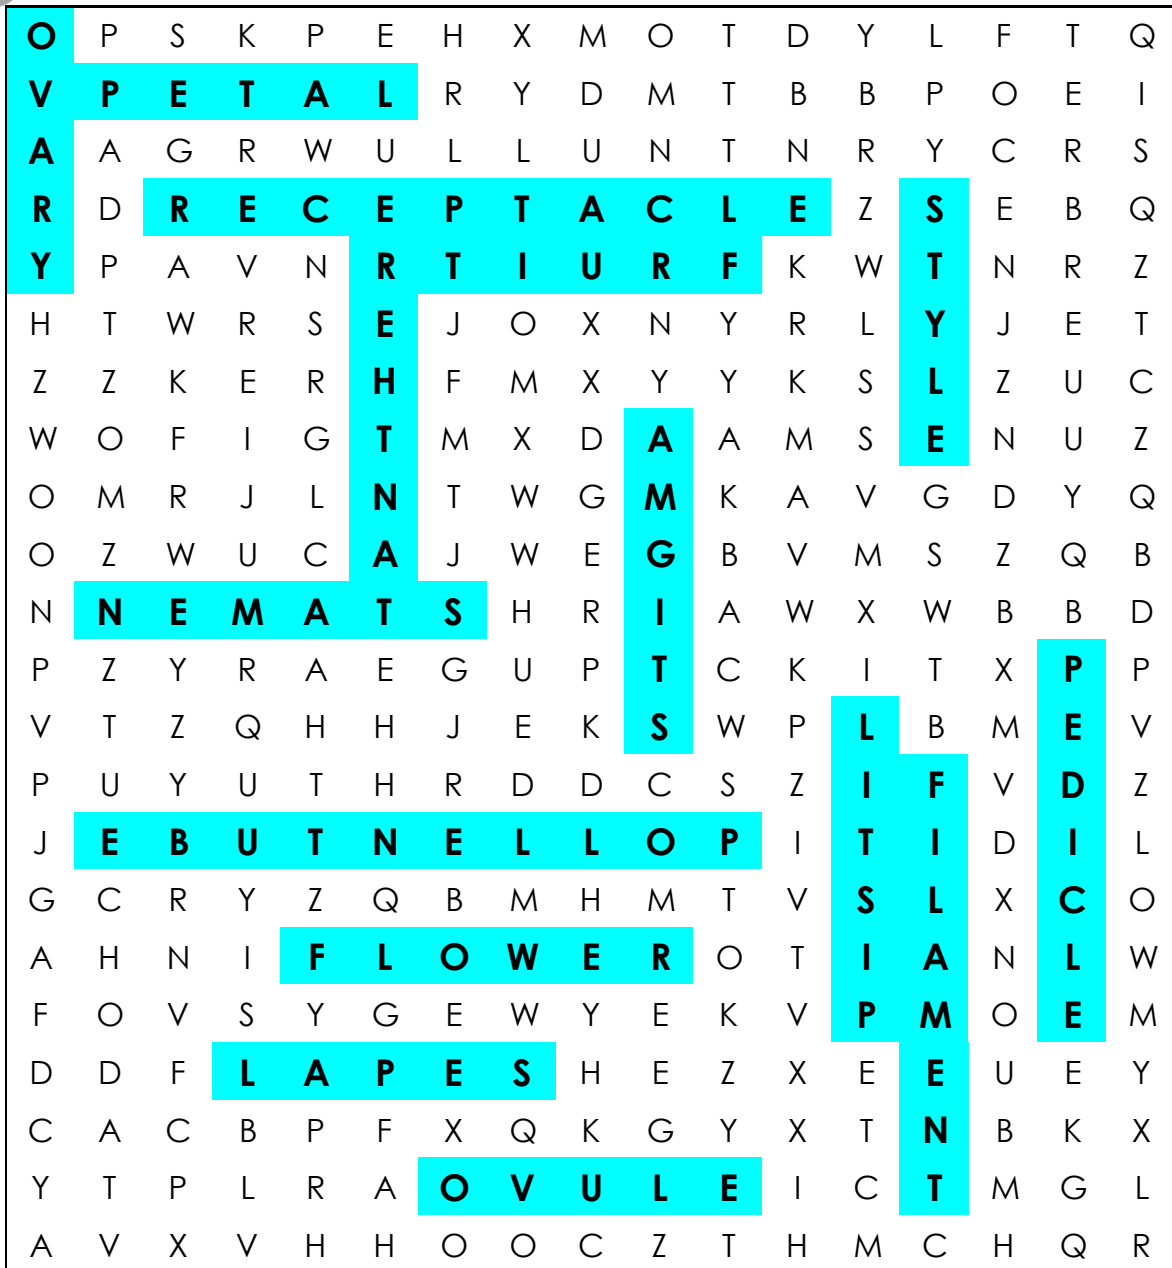 O P S K P E H X M O T D Y L F T Q
V P E T A L R Y D M T B B P O E I
A A G R W U L L U N T N R Y C R S
R D R E C E P T A C L E Z S E B Q
Y P A V N R T I U R F K W T N R Z
H T W R S E J O X N Y R L Y J E T
Z Z K E R H F M X Y Y K S L Z U C
W O F I G T M X D A A M S E N U Z
O M R J L N T W G M K A V G D Y Q
O Z W U C A J W E G B V M S Z Q B
N N E M A T S H R I A W X W B B D
P Z Y R A E G U P T C K I T X P P
V T Z Q H H J E K S W P L B M E V
P U Y U T H R D D C S Z I F V D Z
J E B U T N E L L O P I T I D I L
G C R Y Z Q B M H M T V S L X C O
A H N I F L O W E R O T I A N L W
F O V S Y G E W Y E K V P M O E M
D D F L A P E S H E Z X E E U E Y
C A C B P F X Q K G Y X T N B K X
Y T P L R A O V U L E I C T M G L
A V X V H H O O C Z T H M C H Q R